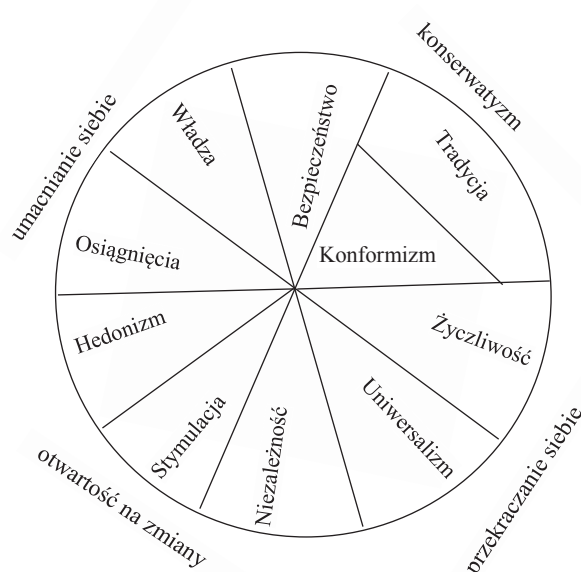 konserwatyzm
umacnianie siebie
Władza
Bezpieczeństwo
Tradycja
Osiągnięcia
Konformizm
Hedonizm
Życzliwość
Stymulacja
Niezależność
Uniwersalizm
otwartość na zmiany
przekraczanie siebie